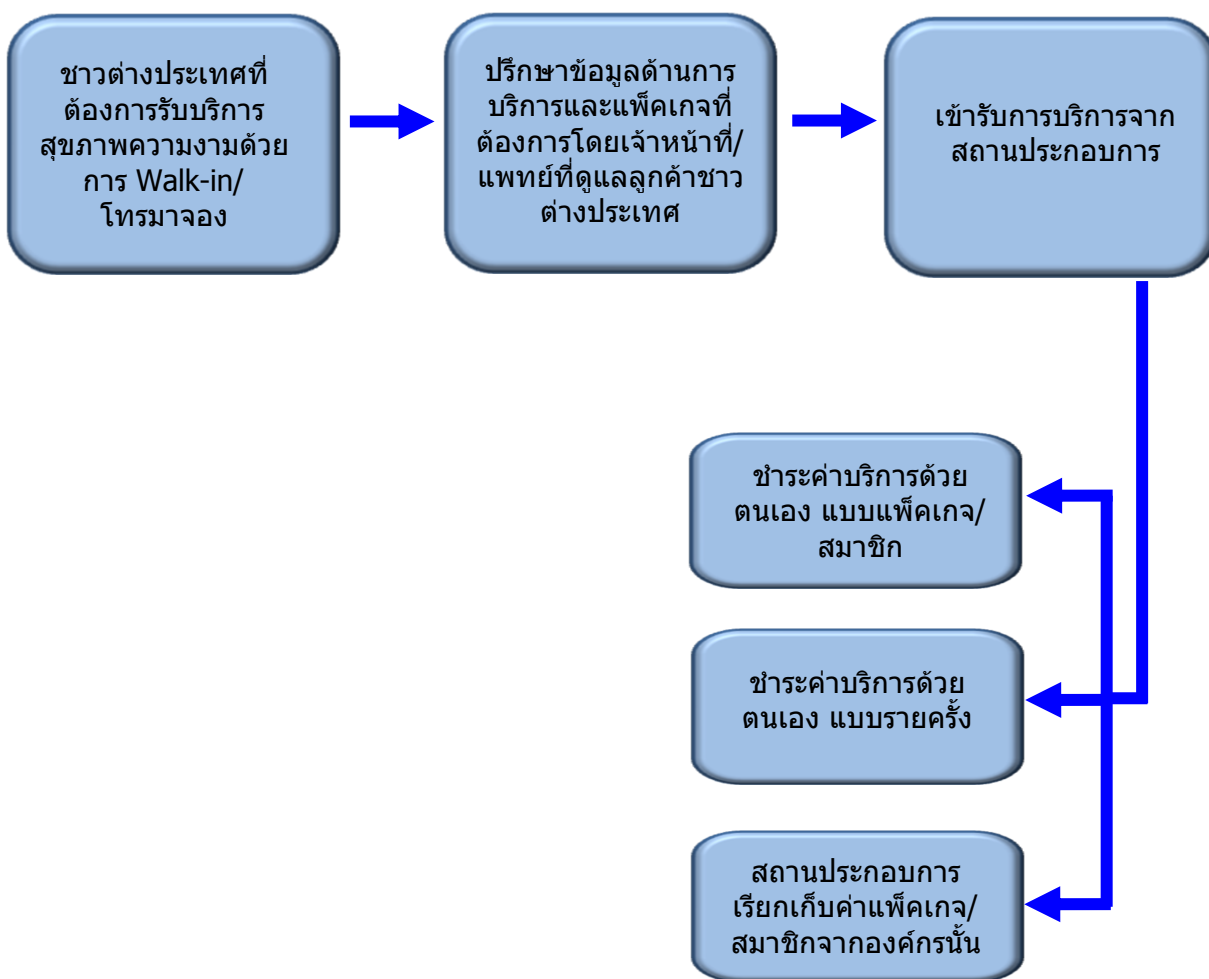 ชาวต่างประเทศที่
ต้องการรับบริการ
สุขภาพความงามด้วย
การ Walk-in/
โทรมาจอง
ปรึกษาข้อมูลด้านการ
บริการและแพ็คเกจที่
ต้องการโดยเจ้าหน้าที่/
แพทย์ที่ดูแลลูกค้าชาว
ต่างประเทศ
เข้ารับการบริการจาก
สถานประกอบการ
ชำระค่าบริการด้วย
ตนเอง แบบแพ็คเกจ/
สมาชิก
ชำระค่าบริการด้วย
ตนเอง แบบรายครั้ง
สถานประกอบการ
เรียกเก็บค่าแพ็คเกจ/
สมาชิกจากองค์กรนั้น